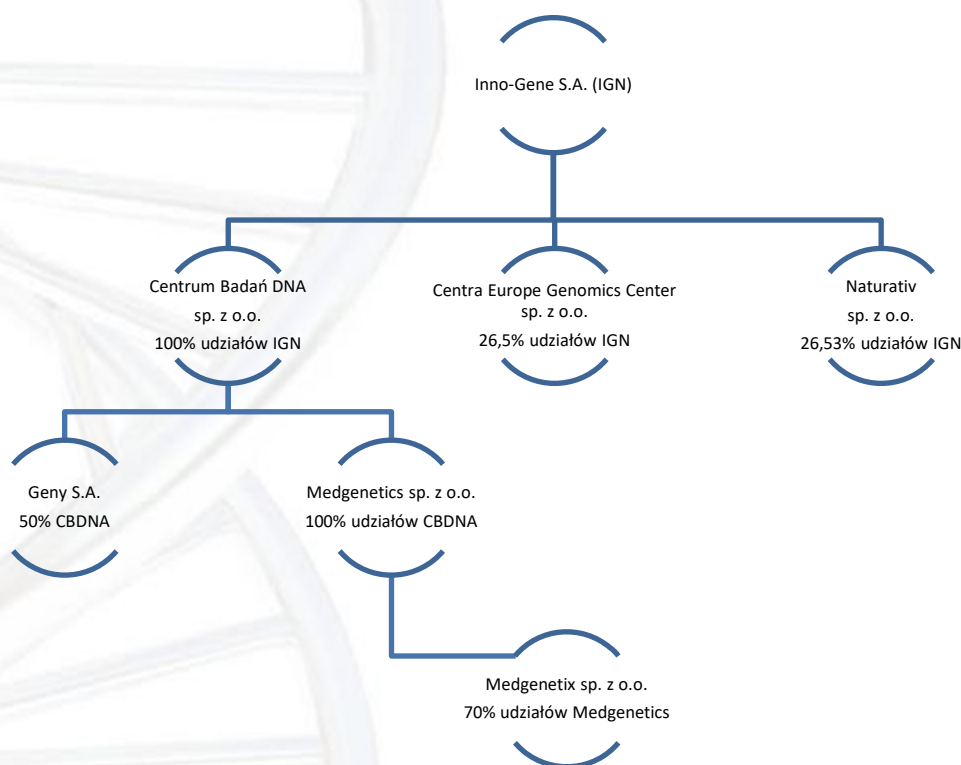 Inno-Gene S.A. (IGN)
Centrum Badań DNA
sp. z o.o.
100% udziałów IGN
Centra Europe Genomics Center
sp. z o.o.
26,5% udziałów IGN
Naturativ
sp. z o.o.
26,53% udziałów IGN
Geny S.A.
50% CBDNA
Medgenetics sp. z o.o.
100% udziałów CBDNA
Medgenetix sp. z o.o.
70% udziałów Medgenetics